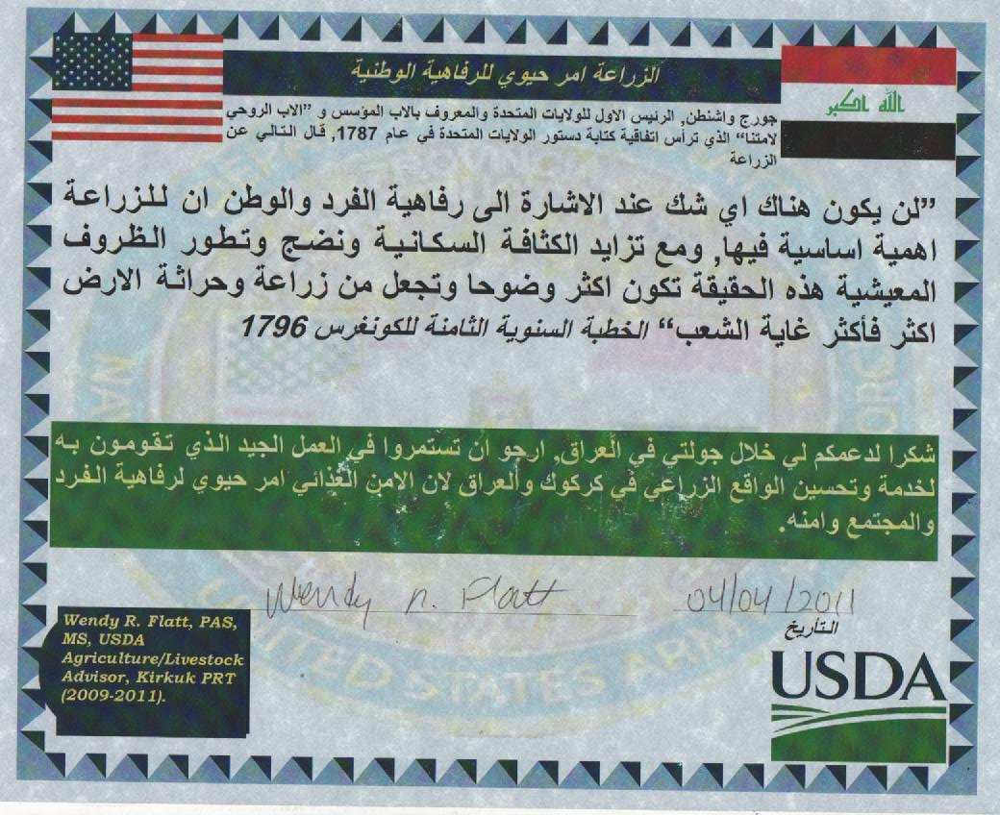 الزراعة امر حيوي للرفاهية الوطنية
الله اكبر
جورج واشنطن, الرئيس الاول للولايات المتحدة والمعروف بالاب المؤسس و "الاب الروحي
لامتنا" الذي ترأس اتفاقية كتابة دستور الولايات المتحدة في عام 1787, قال التالي عن
الزراعة
"لن يكون هناك اي شك عند الاشارة الى رفاهية الفرد والوطن ان للزراعة
اهمية اساسية فيها, ومع تزايد الكثافة السكانية ونضج وتطور الظروف
المعيشية هذه الحقيقة تكون اكثر وضوحا وتجعل من زراعة وحراثة الارض
اكثر فأكثر غاية الشعب" الخطبة السنوية الثامنة للكونغرس 1796
شكرا لدعمكم لي خلال جولتي في العراق, ارجو ان تستمروا في العمل الجيد الذي تقومون به
لخدمة وتحسين الواقع الزراعي في كركوك والعراق لان الامن الغذائي امر حيوي لرفاهية الفرد
والمجتمع وامنه.
Wendy R. Flatt 04/04/2011
التأريخ
Wendy R. Flatt, PAS,
MS, USDA
Agriculture/Livestock
Advisor, Kirkuk PRT
(2009-2011).
USDA
UNITED STATES ARMY